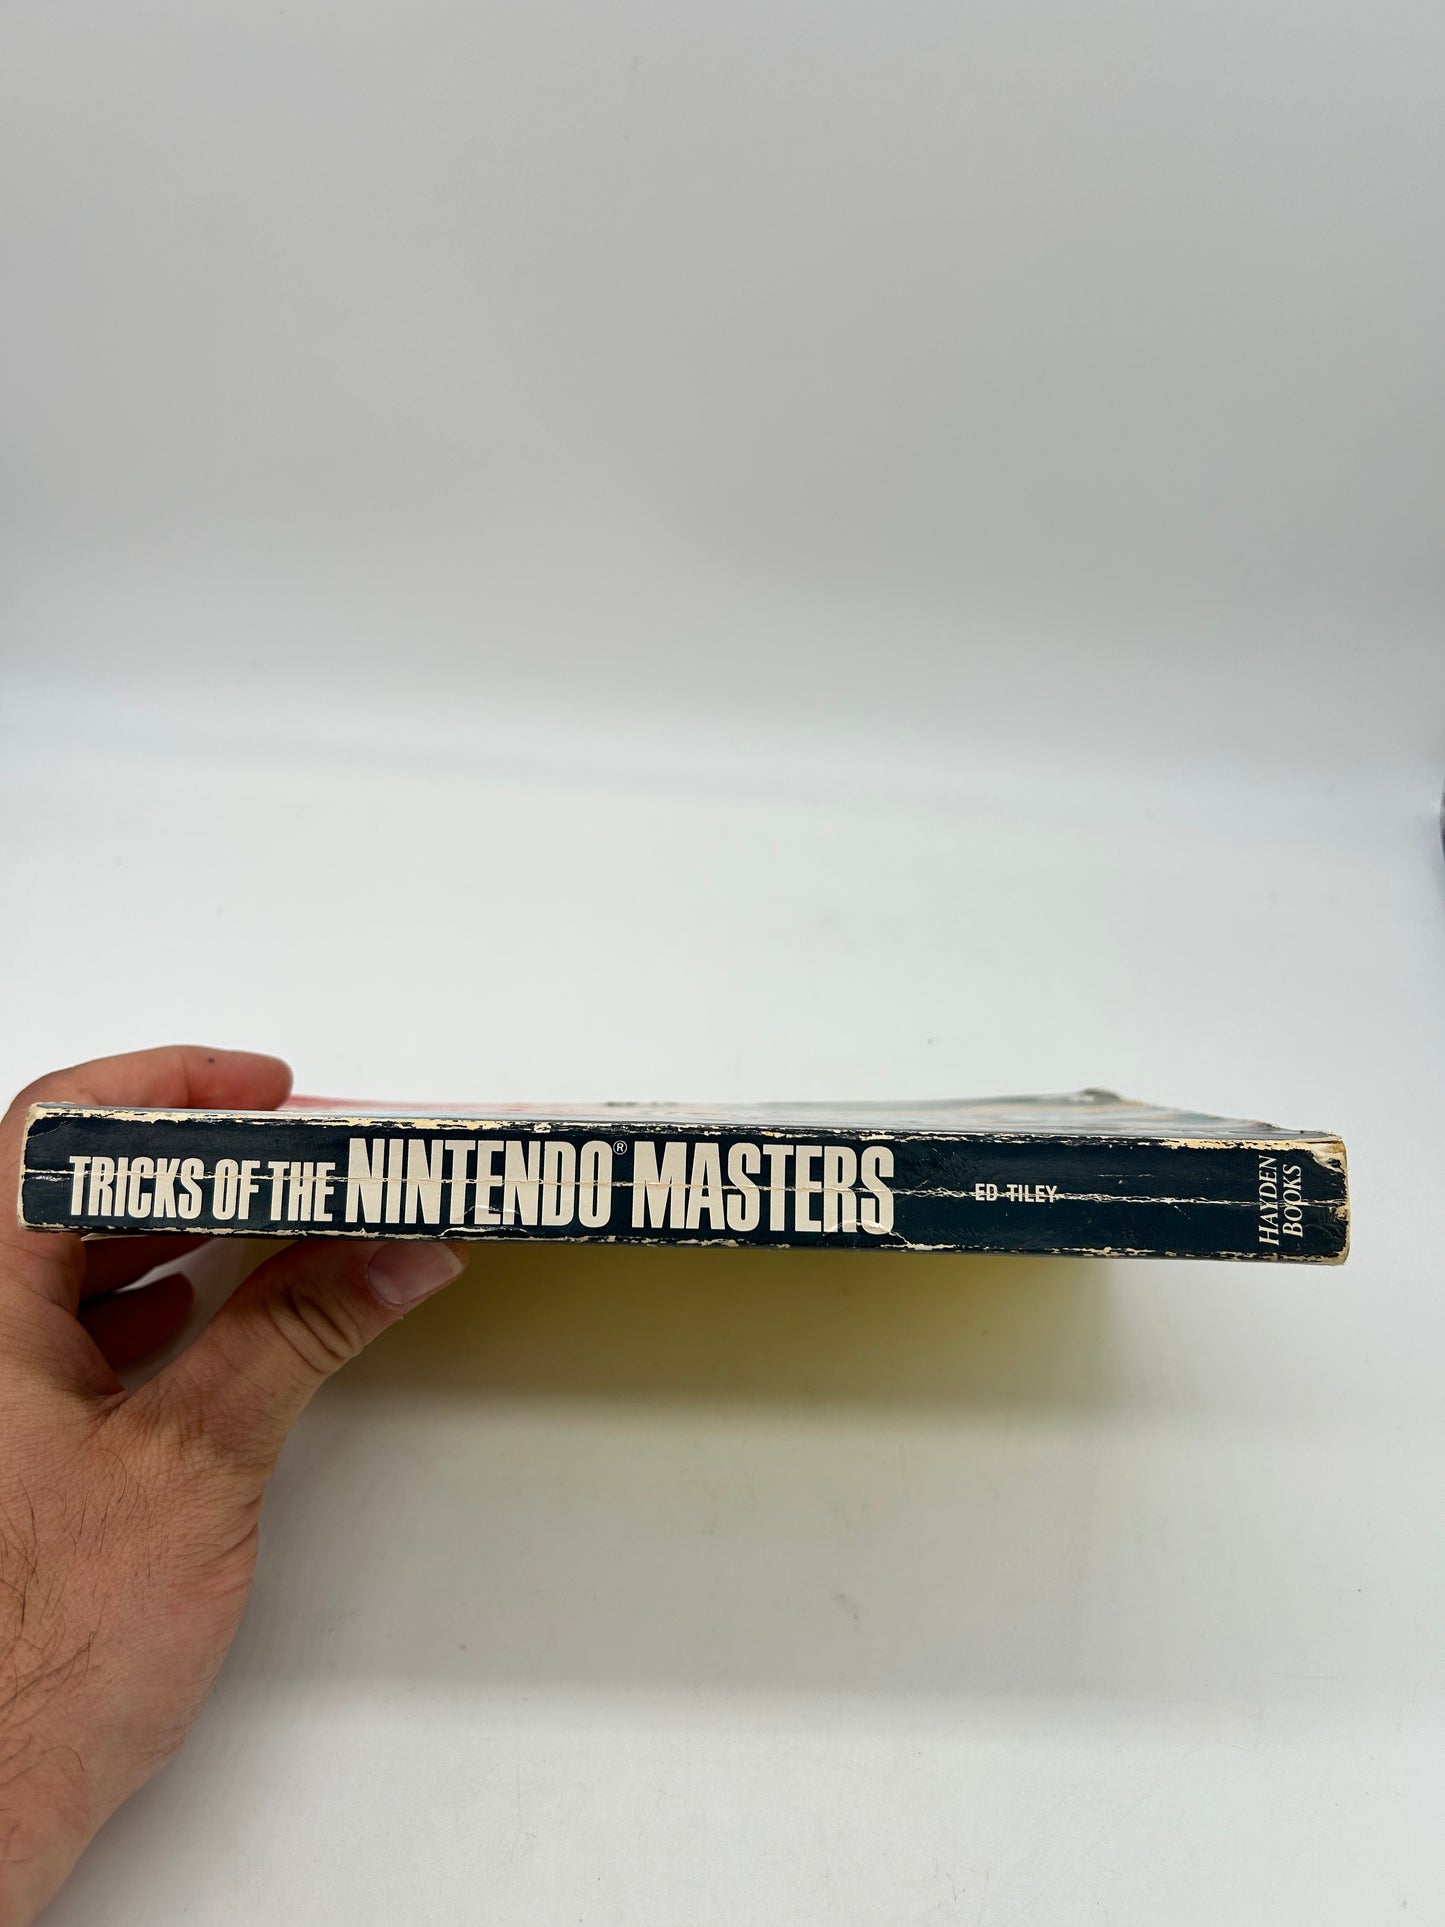 TRICKS OF THE NINTENDO® MASTERS
ED TILEY
HAYDEN
BOOKS